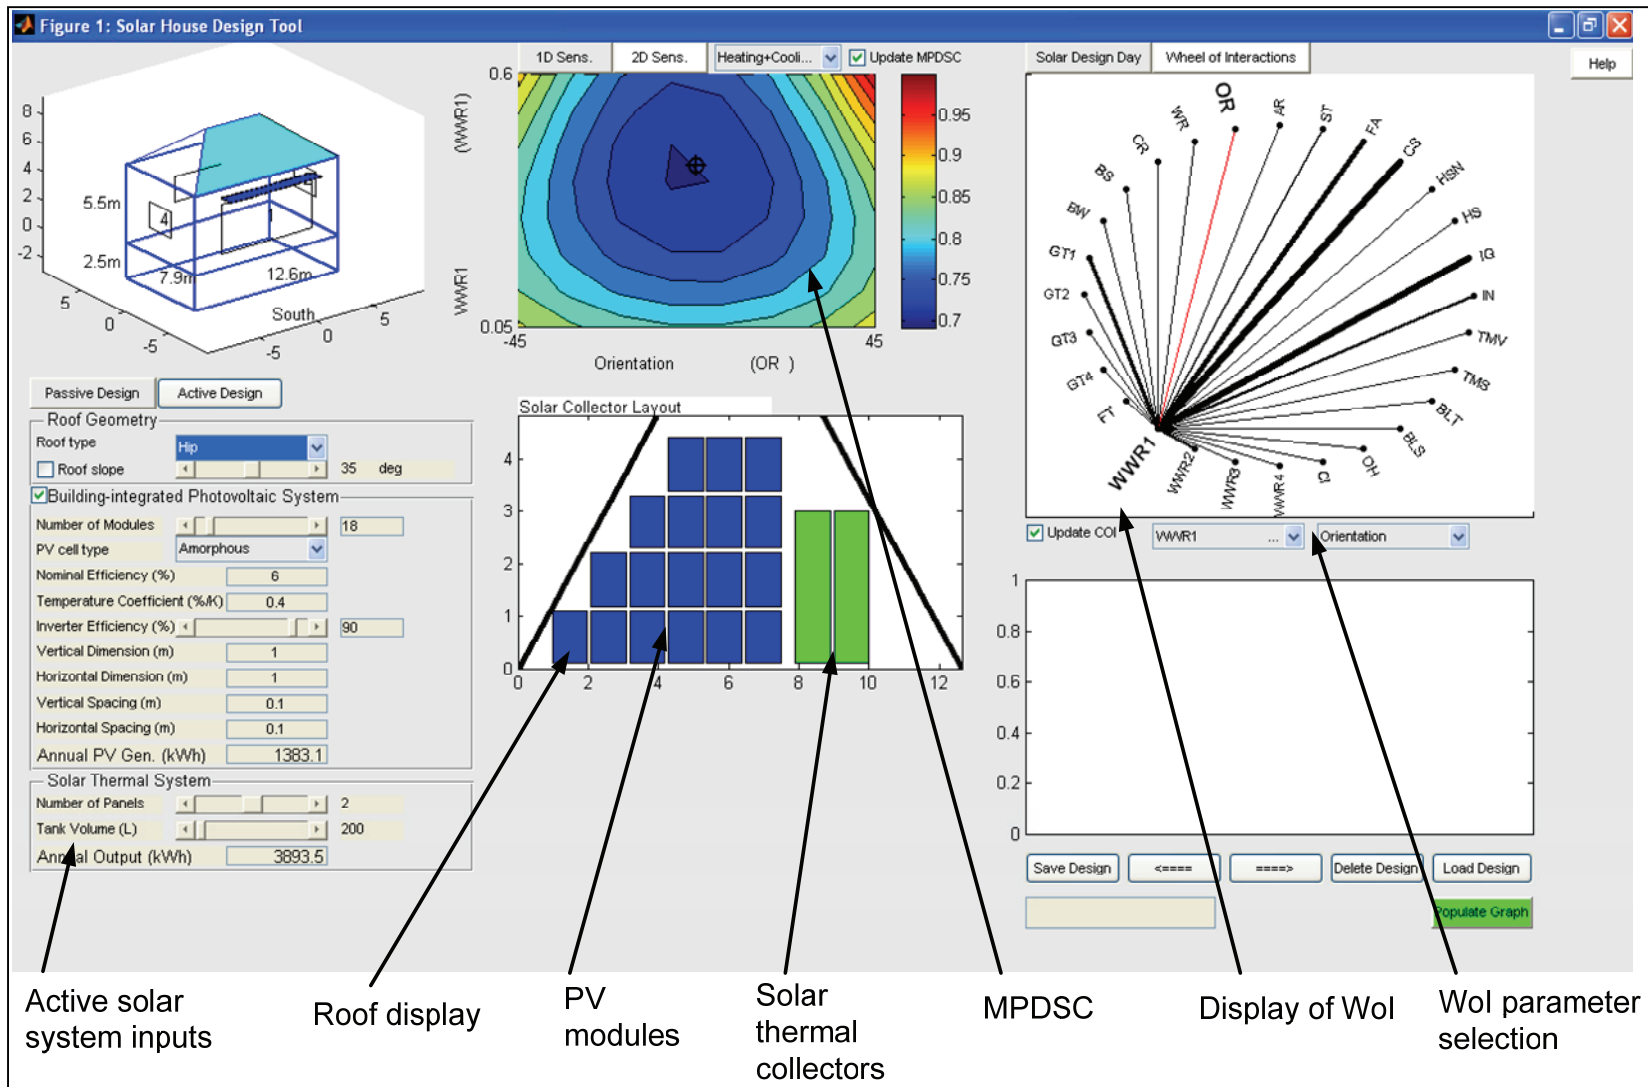 Figure 1: Solar House Design Tool
8
6
4
2
0
-2
5.5m
2.5m
7.9m
12.6m
4
South
5
0
-5
-5
0
5
1D Sens.
2D Sens.
Heating+Cooli...
Update MPDSC
0.6
(WWR1)
WWR1
0.05
-45
45
Orientation
(OR )
0.95
0.9
0.85
0.8
0.75
0.7
Solar Design Day
Wheel of Interactions
Help
OR
AR
ST
FA
CS
HSN
HS
IG
IN
TMV
TMS
BLT
BLS
OH
CI
WWR4
WWR3
WWR2
WWR1
FT
GT4
GT3
GT2
GT1
BW
BS
CR
WR
Update COI
WWR1 ...
Orientation
Passive Design
Active Design
Roof Geometry
Roof type
Hip
Roof slope
35 deg
Building-integrated Photovoltaic System
Number of Modules
18
PV cell type
Amorphous
Nominal Efficiency (%)
6
Temperature Coefficient (%/K)
0.4
Inverter Efficiency (%)
90
Vertical Dimension (m)
1
Horizontal Dimension (m)
1
Vertical Spacing (m)
0.1
Horizontal Spacing (m)
0.1
Annual PV Gen. (kWh)
1383.1
Solar Thermal System
Number of Panels
2
Tank Volume (L)
200
Annual Output (kWh)
3893.5
Solar Collector Layout
4
3
2
1
0
0
2
4
6
8
10
12
1
0.8
0.6
0.4
0.2
0
Save Design
<====
====>
Delete Design
Load Design
Populate Graph
Active solar
system inputs
Roof display
PV
modules
Solar
thermal
collectors
MPDSC
Display of WoI
WoI parameter
selection